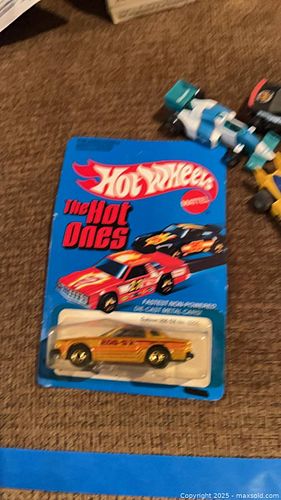 HOT WHEELS
MATTEL
The Hot
Ones
FASTEST NON-POWERED
DIE-CAST METAL CARS!
Copyright © 2025 - maxsold.com